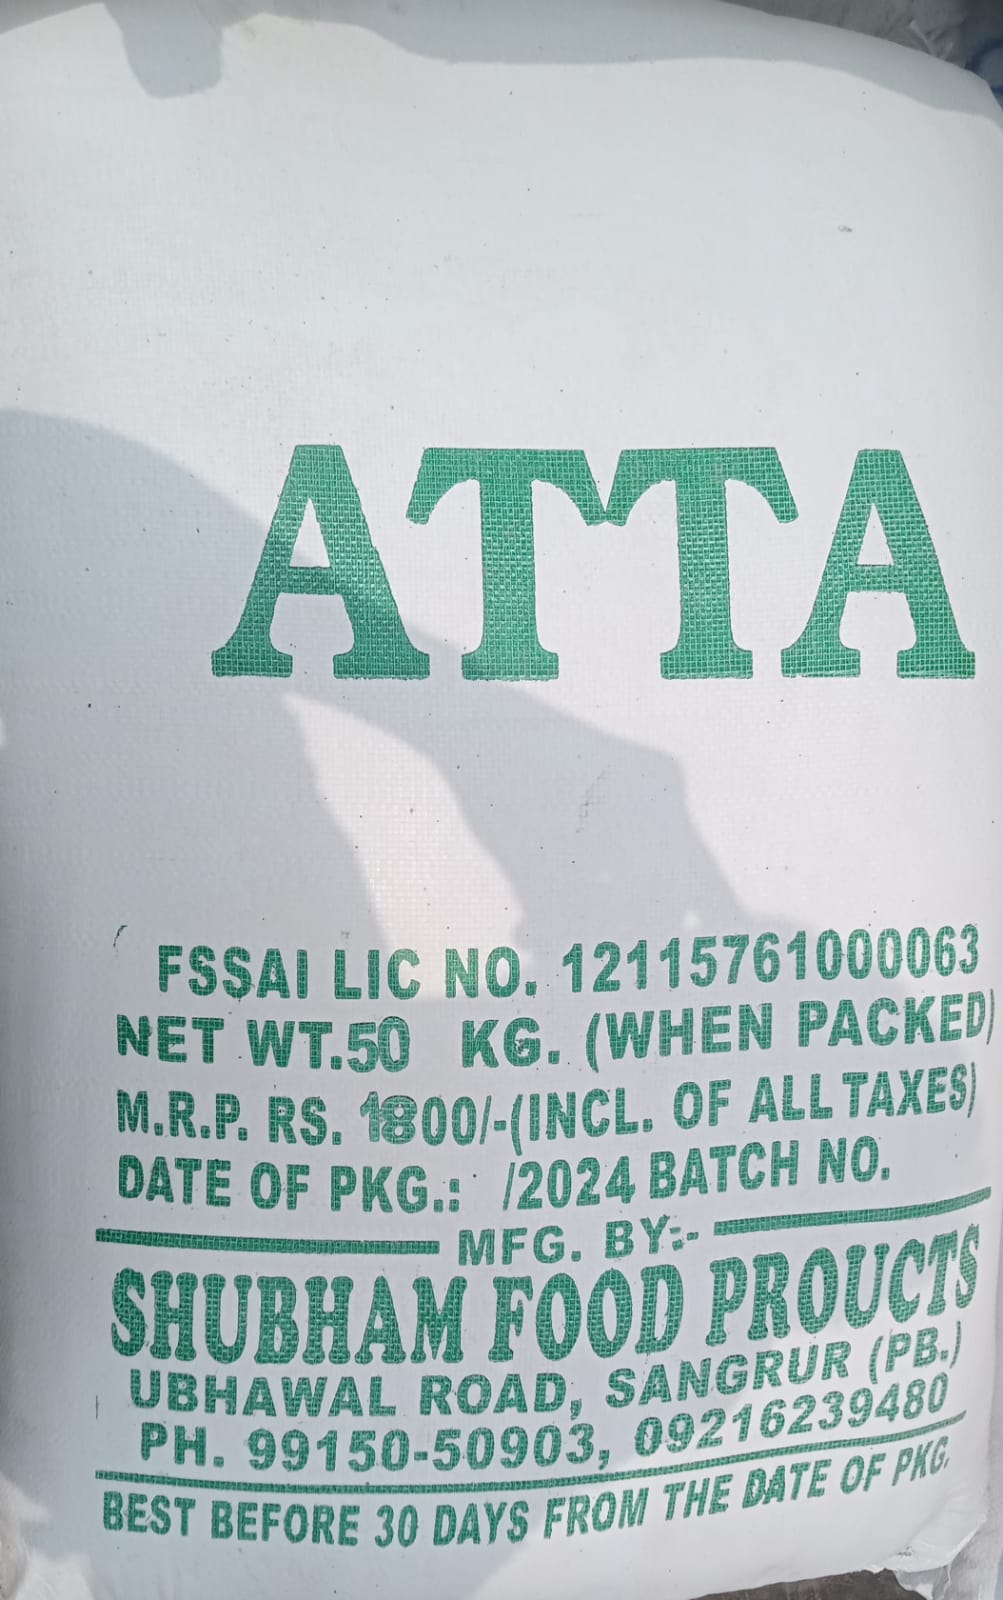 ATTA
FSSAI LIC NO. 12115761000063
NET WT.50 KG. (WHEN PACKED)
M.R.P. RS. 1800/-(INCL. OF ALL TAXES)
DATE OF PKG.: /2024 BATCH NO.
MFG. BY:-
SHUBHAM FOOD PROUCTS
UBHAWAL ROAD, SANGRUR (PB.)
PH. 99150-50903, 09216239480
BEST BEFORE 30 DAYS FROM THE DATE OF PKG.